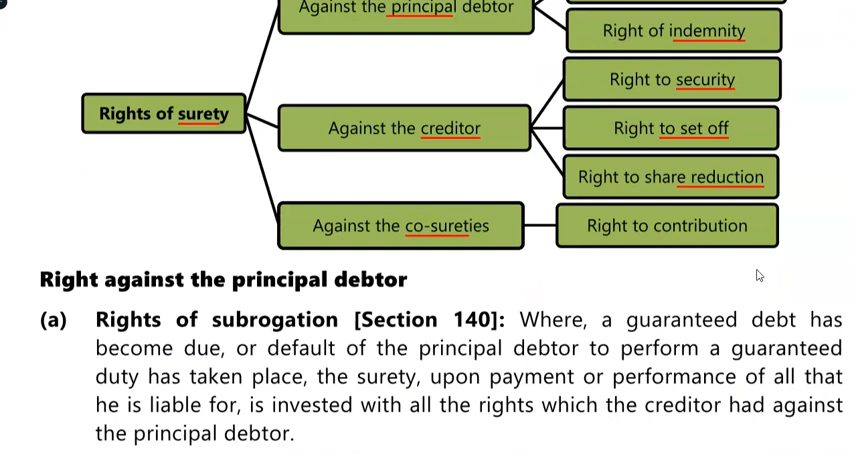 Against the principal debtor
Right of indemnity
Right to security
Rights of surety
Against the creditor
Right to set off
Right to share reduction
Against the co-sureties
Right to contribution
Right against the principal debtor
(a) Rights of subrogation [Section 140]: Where, a guaranteed debt has
become due, or default of the principal debtor to perform a guaranteed
duty has taken place, the surety, upon payment or performance of all that
he is liable for, is invested with all the rights which the creditor had against
the principal debtor.